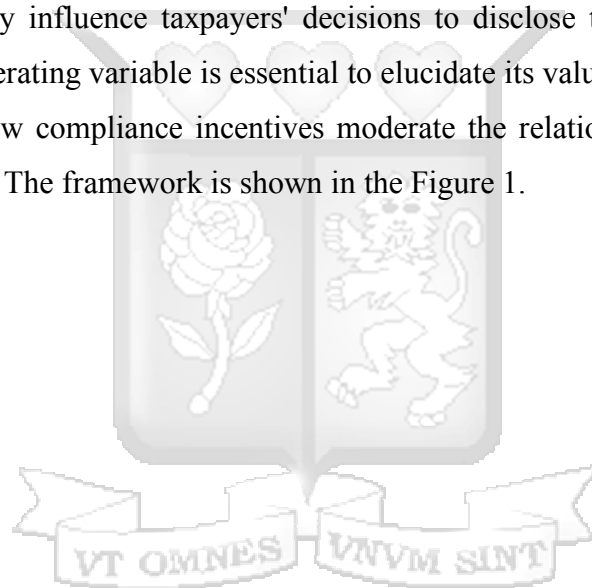 y influence taxpayers' decisions to disclose t
erating variable is essential to elucidate its valu
w compliance incentives moderate the relatio
The framework is shown in the Figure 1.
VT OMNES VNVM SINT